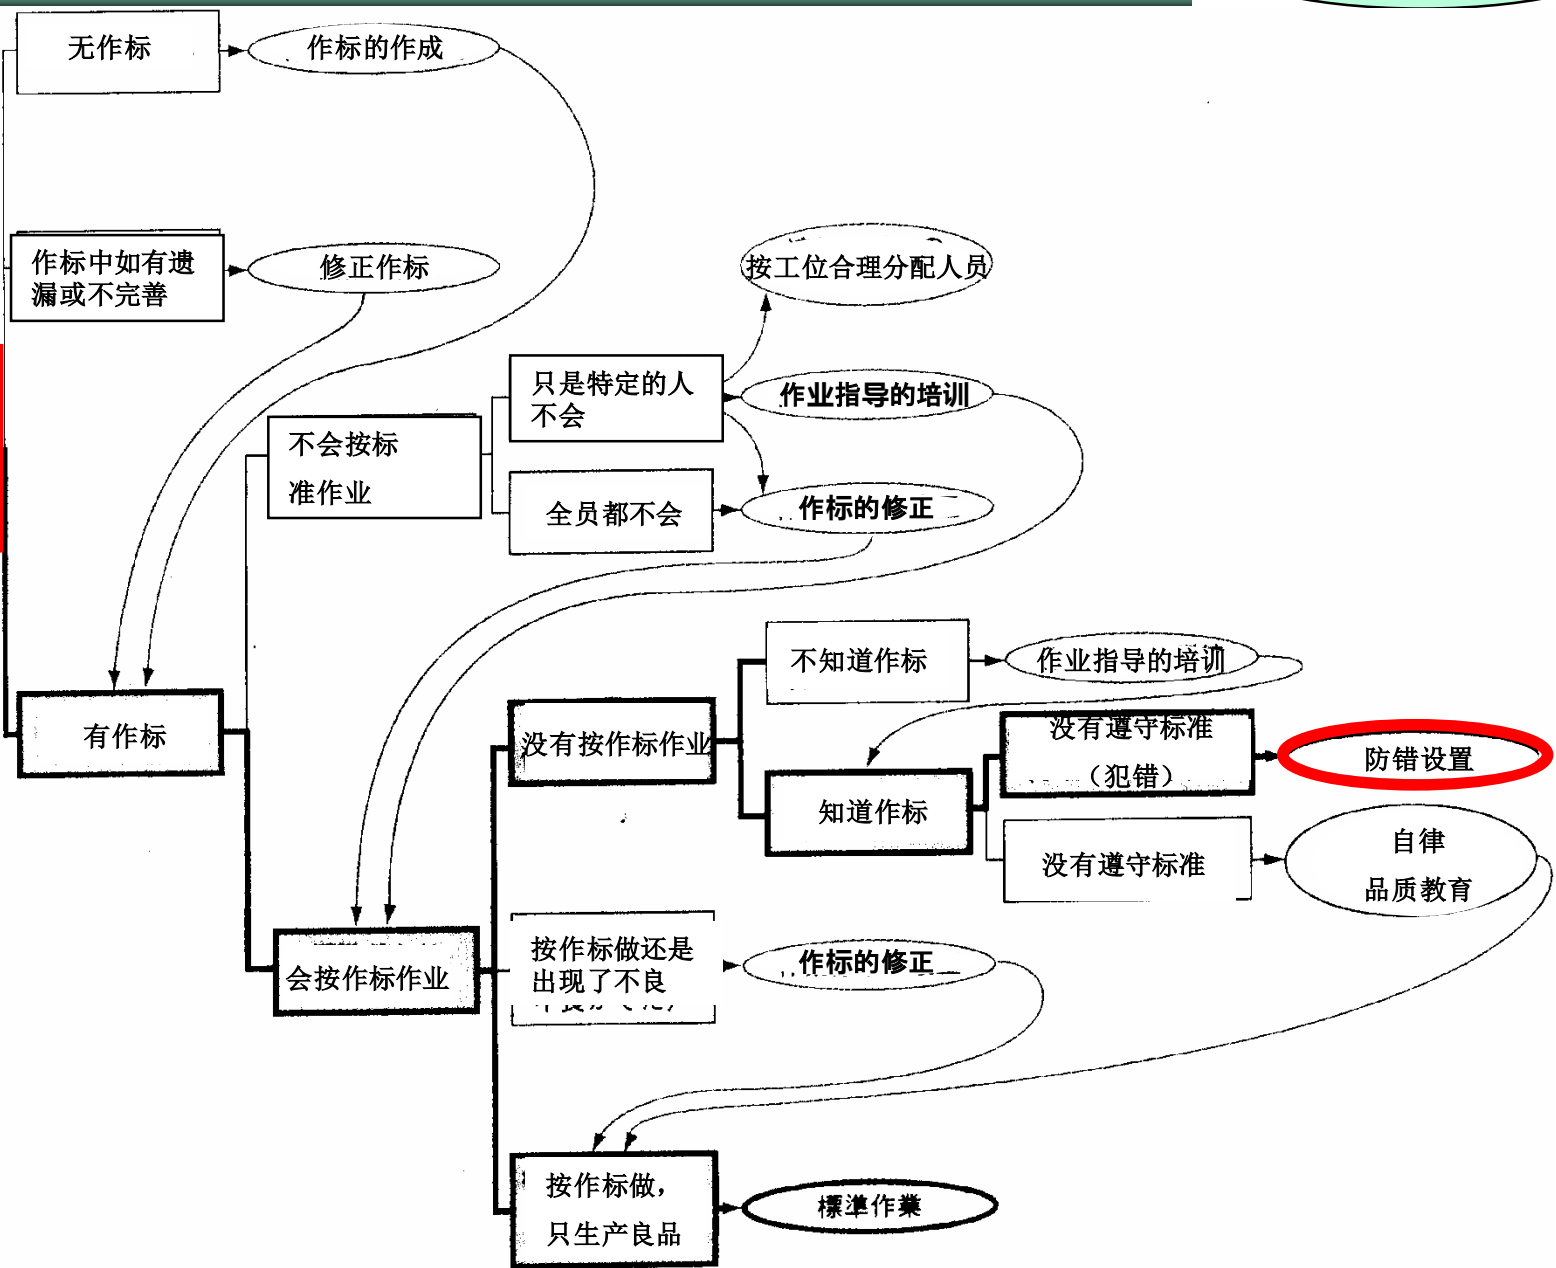 无作标
作标的作成
作标中如有遗
漏或不完善
修正作标
按工位合理分配人员
只是特定的人
不会
作业指导的培训
不会按标
准作业
全员都不会
作标的修正
不知道作标
作业指导的培训
有作标
没有按作标作业
没有遵守标准
（犯错）
防错设置
知道作标
没有遵守标准
自律
品质教育
会按作标作业
按作标做还是
出现了不良
作标的修正
按作标做，
只生产良品
標準作業